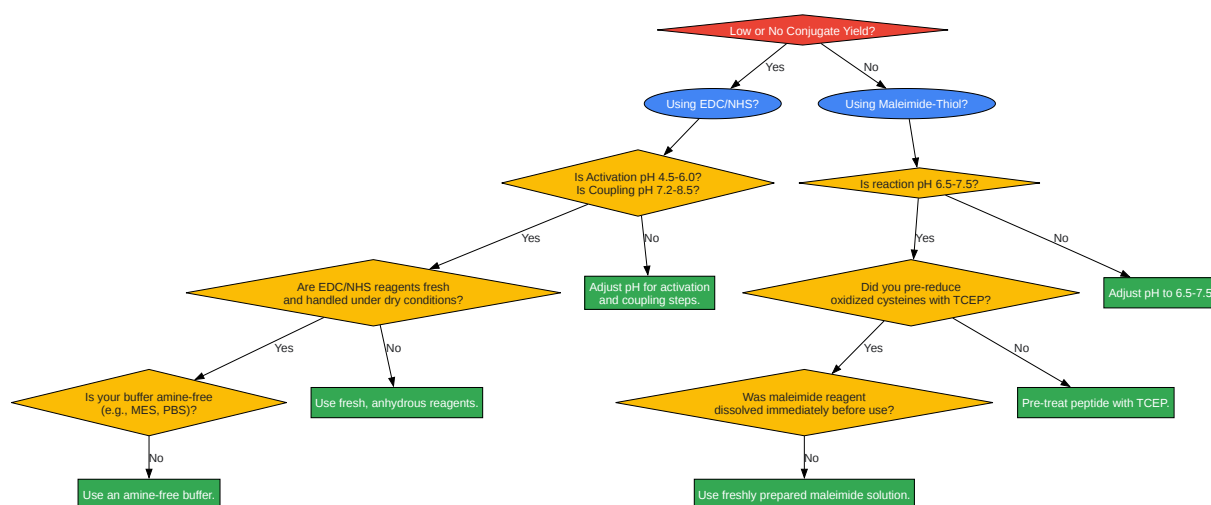 Low or No Conjugate Yield?
Yes
No
Using EDC/NHS?
Using Maleimide-Thiol?
Is Activation pH 4.5-6.0?
Is Coupling pH 7.2-8.5?
Is reaction pH 6.5-7.5?
Yes
No
Yes
No
Are EDC/NHS reagents fresh
and handled under dry conditions?
Adjust pH for activation
and coupling steps.
Did you pre-reduce
oxidized cysteines with TCEP?
Adjust pH to 6.5-7.5
Yes
No
Yes
No
Is your buffer amine-free
(e.g., MES, PBS)?
Use fresh, anhydrous reagents.
Was maleimide reagent
dissolved immediately before use?
Pre-treat peptide with TCEP.
No
No
Use an amine-free buffer.
Use freshly prepared maleimide solution.